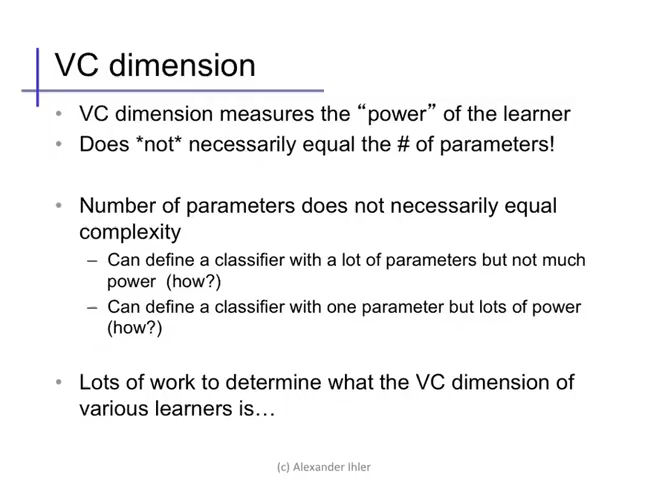 VC dimension
• VC dimension measures the “power” of the learner
• Does *not* necessarily equal the # of parameters!
• Number of parameters does not necessarily equal
complexity
– Can define a classifier with a lot of parameters but not much
power (how?)
– Can define a classifier with one parameter but lots of power
(how?)
• Lots of work to determine what the VC dimension of
various learners is…
(c) Alexander Ihler